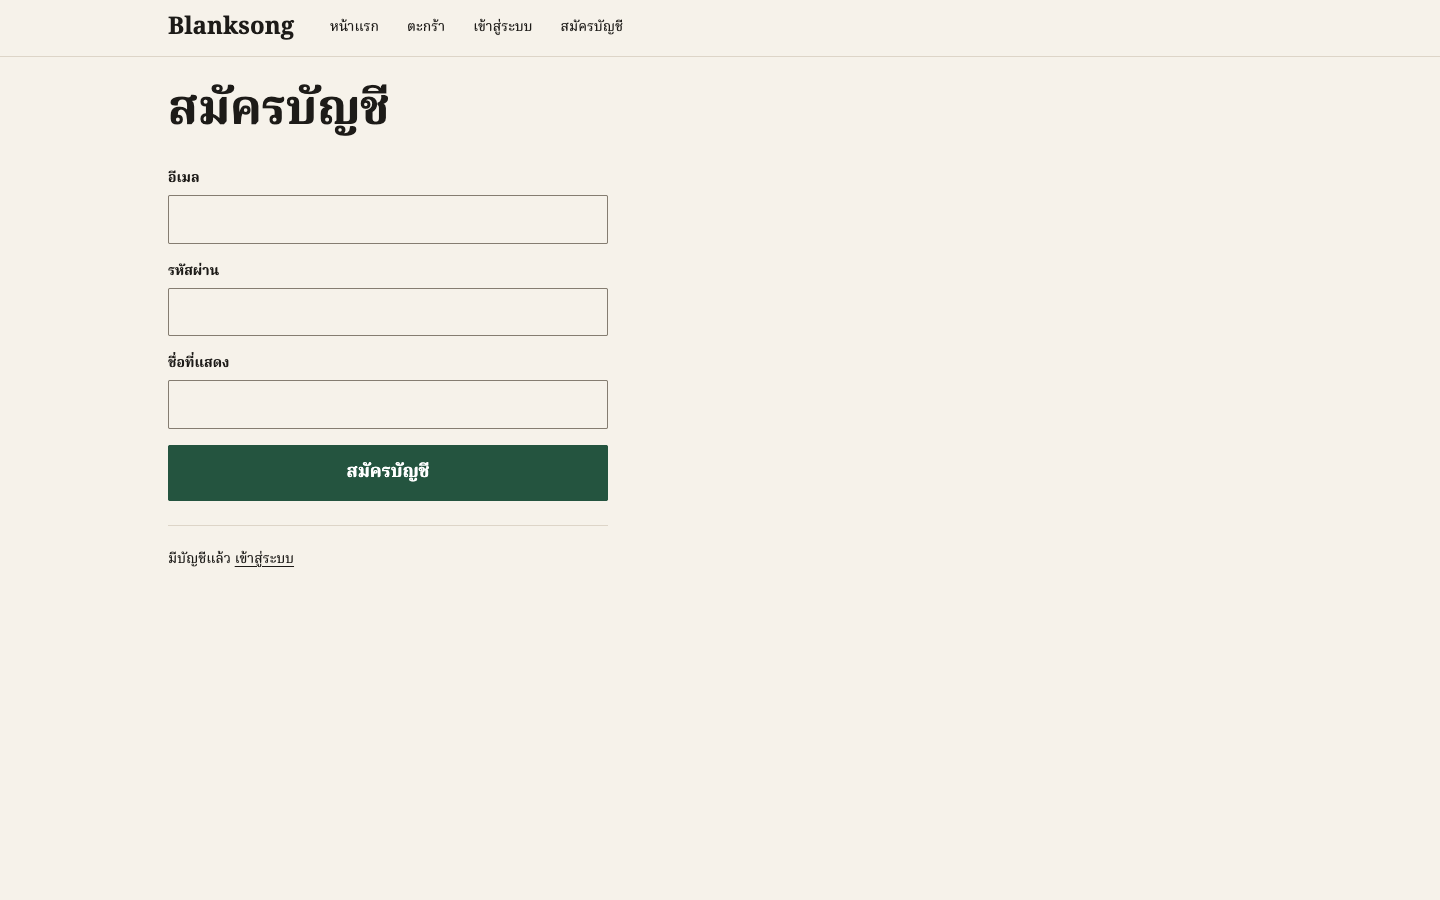 Blanksong หน้าแรก ตะกร้า เข้าสู่ระบบ สมัครบัญชี
สมัครบัญชี
อีเมล
รหัสผ่าน
ชื่อที่แสดง
สมัครบัญชี
มีบัญชีแล้ว เข้าสู่ระบบ